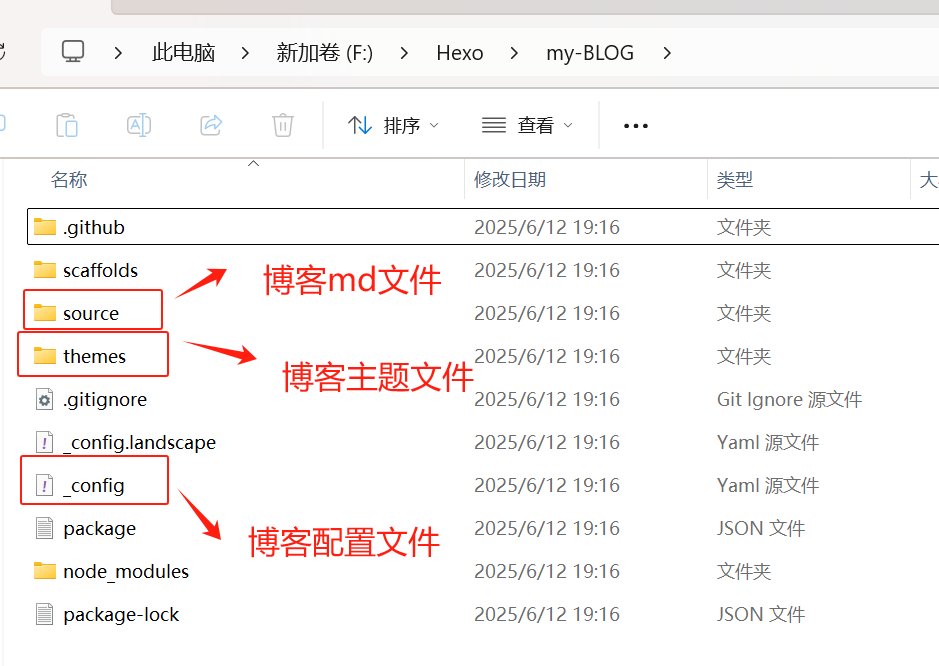 此电脑 > 新加卷 (F:) > Hexo > my-BLOG >
排序 查看 ...
名称 修改日期 类型 大
.github 2025/6/12 19:16 文件夹
scaffolds 2025/6/12 19:16 文件夹
博客md文件
source 2025/6/12 19:16 文件夹
themes 2025/6/12 19:16 文件夹
博客主题文件
.gitignore 2025/6/12 19:16 Git Ignore 源文件
_config.landscape 2025/6/12 19:16 Yaml 源文件
_config 2025/6/12 19:16 Yaml 源文件
package 2025/6/12 19:16 JSON 文件
博客配置文件
node_modules 2025/6/12 19:16 文件夹
package-lock 2025/6/12 19:16 JSON 文件